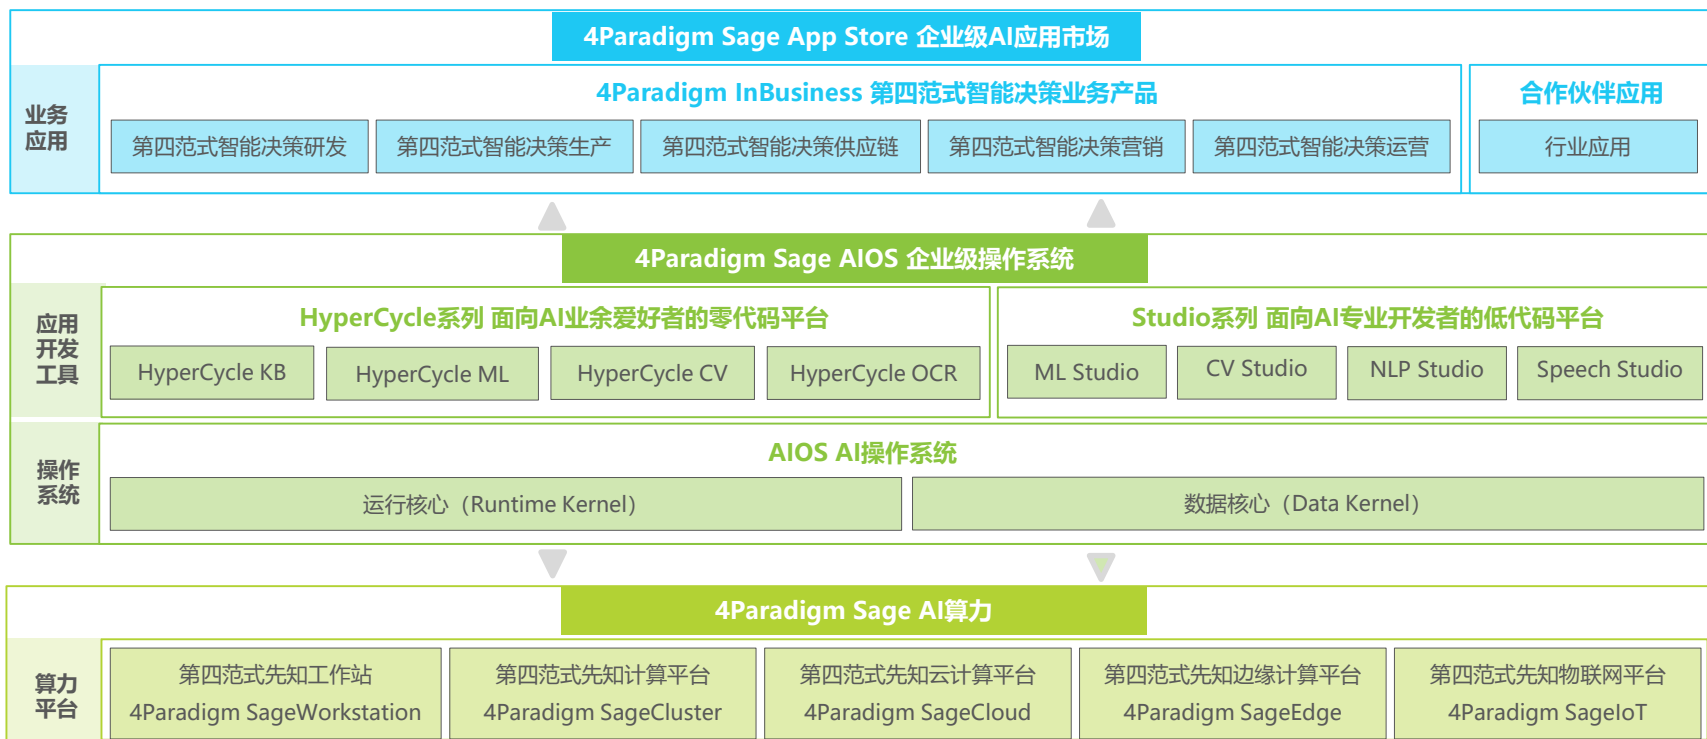 4Paradigm Sage App Store 企业级AI应用市场
业务
应用
4Paradigm InBusiness 第四范式智能决策业务产品
第四范式智能决策研发
第四范式智能决策生产
第四范式智能决策供应链
第四范式智能决策营销
第四范式智能决策运营
合作伙伴应用
行业应用
4Paradigm Sage AIOS 企业级操作系统
应用
开发
工具
HyperCycle系列 面向AI业余爱好者的零代码平台
HyperCycle KB
HyperCycle ML
HyperCycle CV
HyperCycle OCR
Studio系列 面向AI专业开发者的低代码平台
ML Studio
CV Studio
NLP Studio
Speech Studio
操作
系统
AIOS AI操作系统
运行核心（Runtime Kernel）
数据核心（Data Kernel）
4Paradigm Sage AI算力
算力
平台
第四范式先知工作站
4Paradigm SageWorkstation
第四范式先知计算平台
4Paradigm SageCluster
第四范式先知云计算平台
4Paradigm SageCloud
第四范式先知边缘计算平台
4Paradigm SageEdge
第四范式先知物联网平台
4Paradigm SageIoT